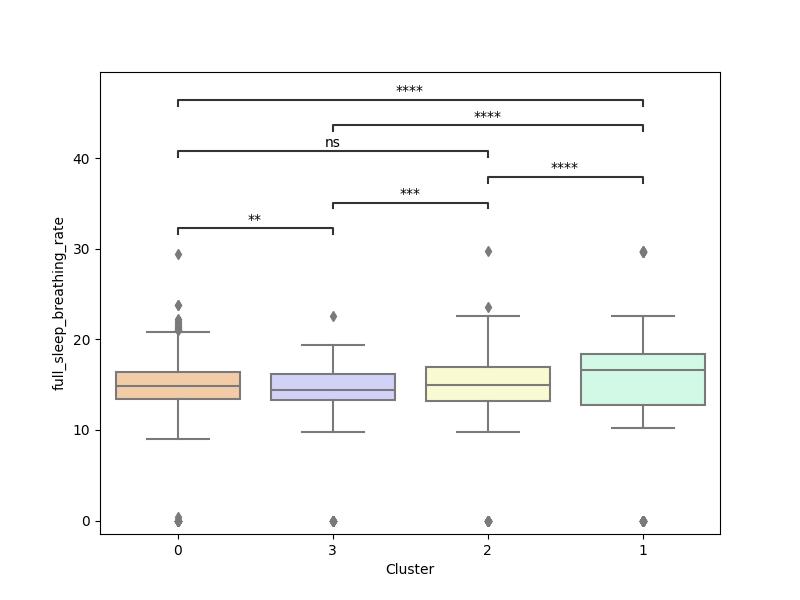 ****
****
ns
****
***
**
40
30
20
10
0
full_sleep_breathing_rate
0 3 2 1
Cluster